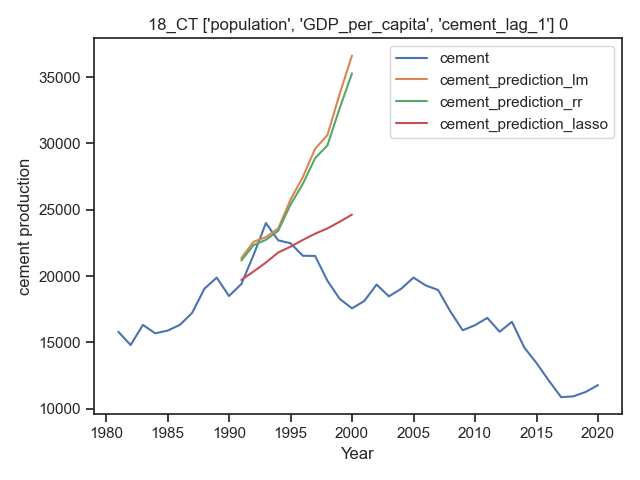 18_CT ['population', 'GDP_per_capita', 'cement_lag_1'] 0
cement
cement_prediction_lm
cement_prediction_rr
cement_prediction_lasso
cement production
35000
30000
25000
20000
15000
10000
1980 1985 1990 1995 2000 2005 2010 2015 2020
Year